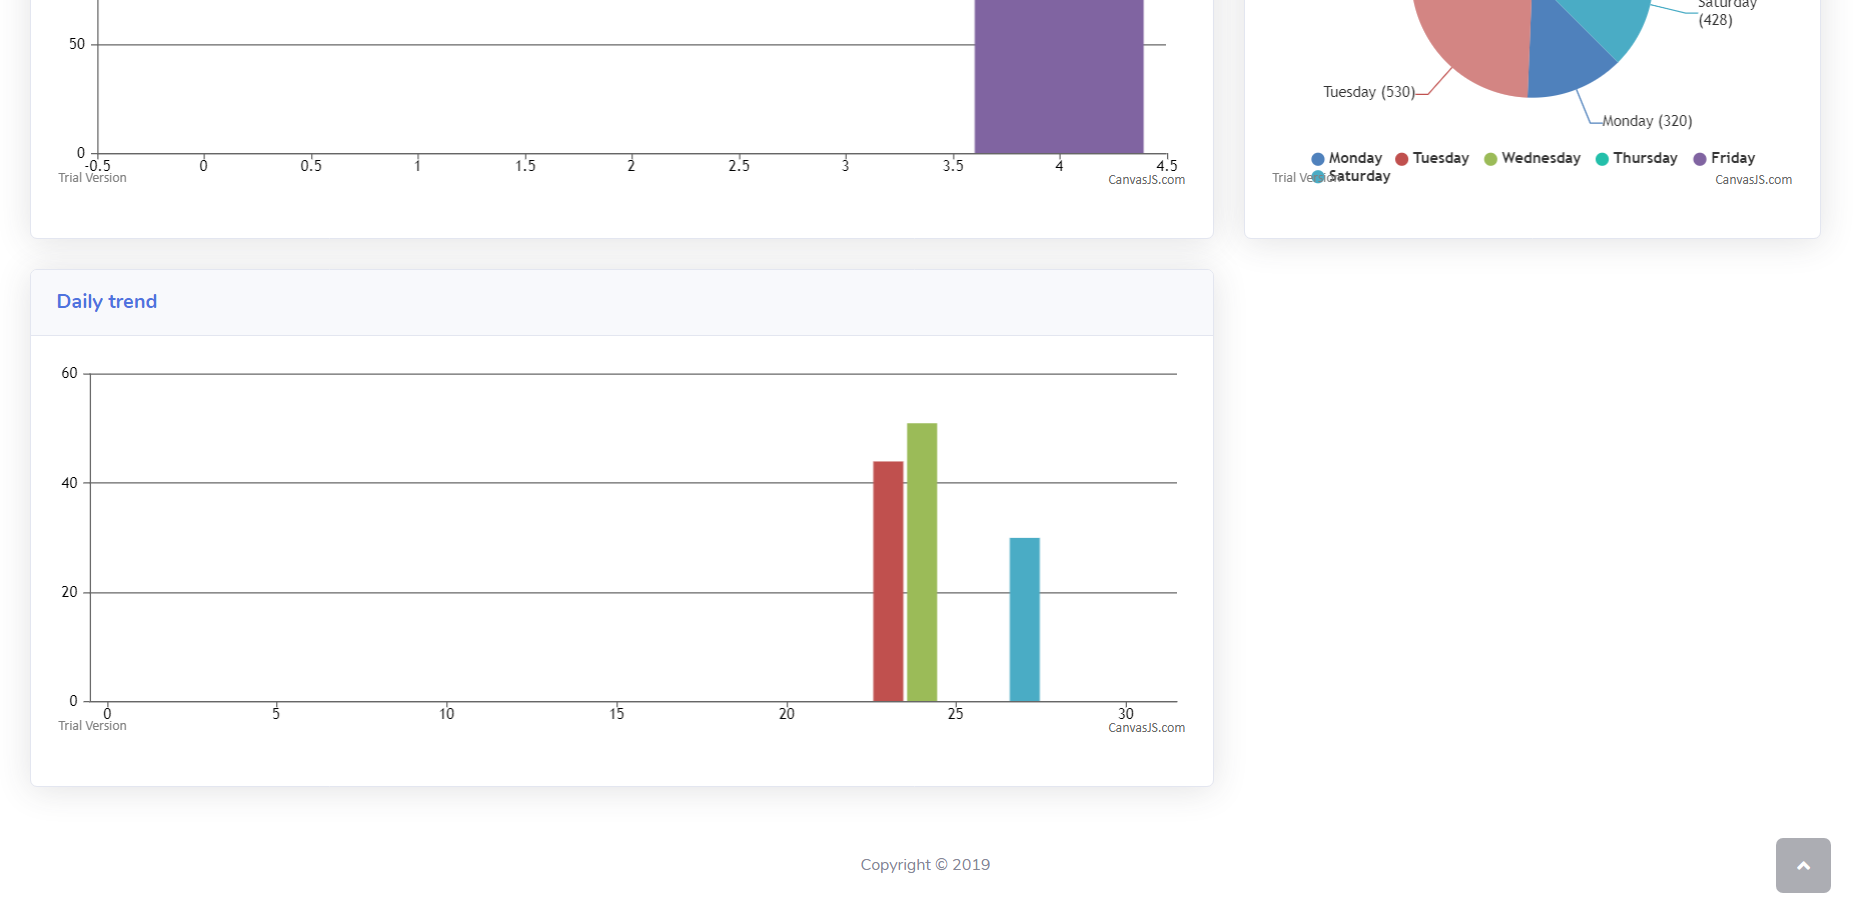 50
0
-0.5 0 0.5 1 1.5 2 2.5 3 3.5 4 4.5
Trial Version
CanvasJS.com
Saturday
(428)
Tuesday (530)
Monday (320)
Monday Tuesday Wednesday Thursday Friday
Saturday
Trial Version
CanvasJS.com
Daily trend
60
40
20
0
0 5 10 15 20 25 30
Trial Version
CanvasJS.com
Copyright © 2019